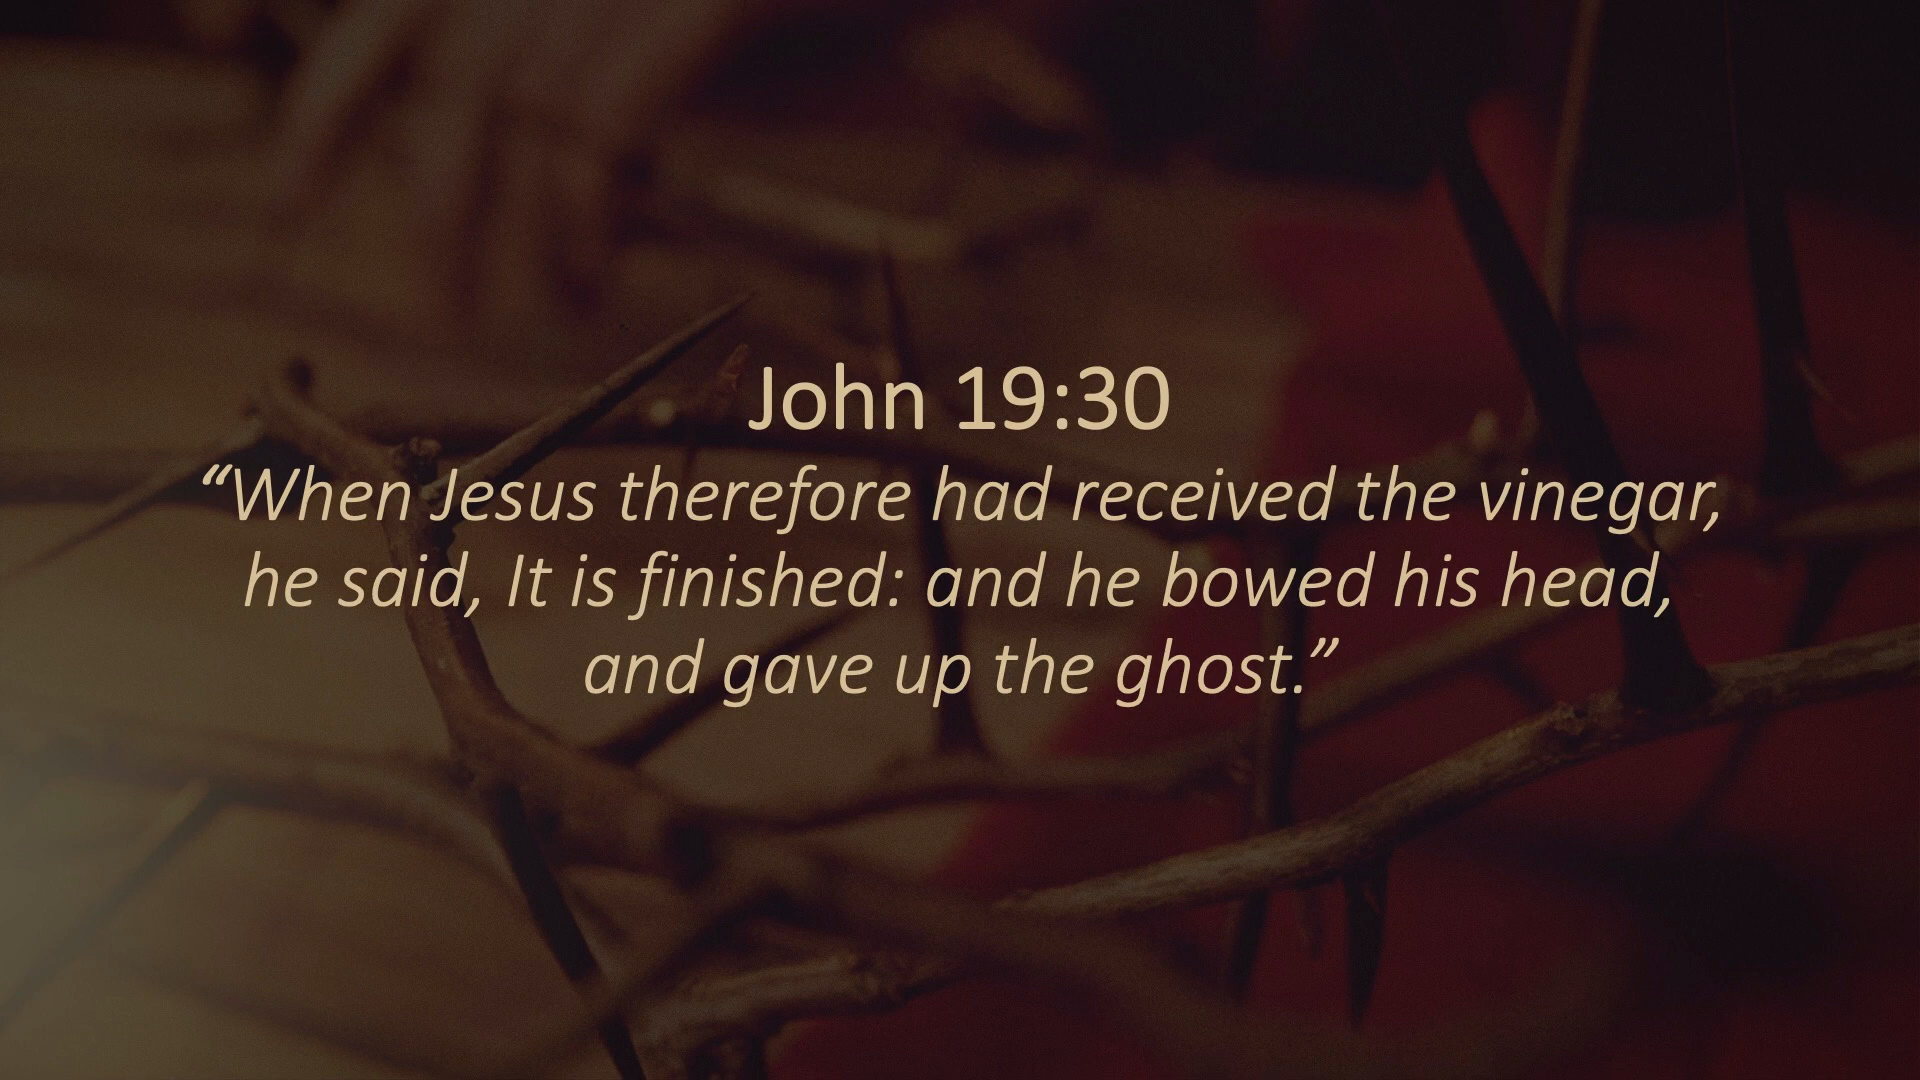 John 19:30
“When Jesus therefore had received the vinegar,
he said, It is finished: and he bowed his head,
and gave up the ghost.”